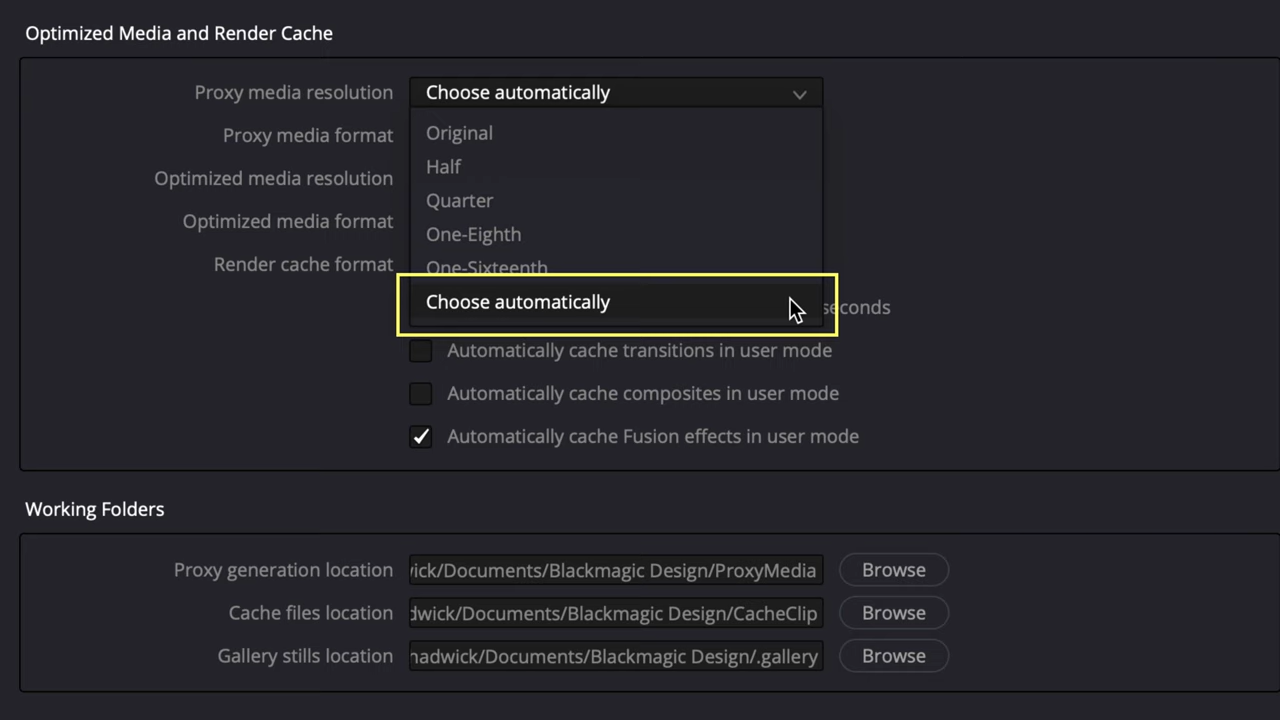 Optimized Media and Render Cache
Proxy media resolution Choose automatically
Original
Proxy media format
Half
Optimized media resolution
Quarter
Optimized media format
One-Eighth
Render cache format
One-Sixteenth
Choose automatically
seconds
Automatically cache transitions in user mode
Automatically cache composites in user mode
Automatically cache Fusion effects in user mode
Working Folders
Proxy generation location ick/Documents/Blackmagic Design/ProxyMedia Browse
Cache files location dwick/Documents/Blackmagic Design/CacheClip Browse
Gallery stills location hadwick/Documents/Blackmagic Design/.gallery Browse